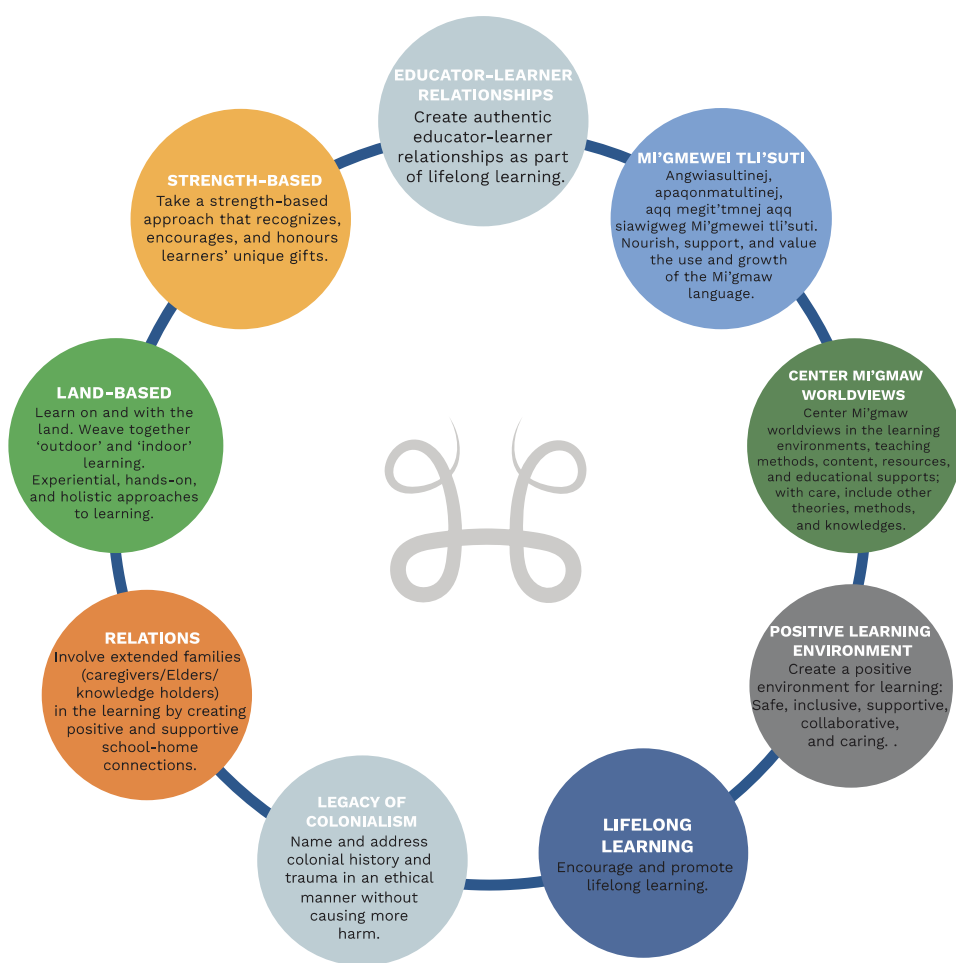 EDUCATOR-LEARNER
RELATIONSHIPS
Create authentic
educator-learner
relationships as part
of lifelong learning.
MI'GMEWEI TLI'SUTI
Angwiasultinej,
apaqonmatultinej,
aqq megit'tmnej aqq
siawigweg Mi'gmewei tli'suti.
Nourish, support, and value
the use and growth
of the Mi'gmaw
language.
CENTER MI'GMAW
WORLDVIEWS
Center Mi'gmaw
worldviews in the learning
environments, teaching
methods, content, resources,
and educational supports;
with care, include other
theories, methods,
and knowledges.
POSITIVE LEARNING
ENVIRONMENT
Create a positive
environment for learning:
Safe, inclusive, supportive,
collaborative,
and caring. .
LIFELONG
LEARNING
Encourage and promote
lifelong learning.
LEGACY OF
COLONIALISM
Name and address
colonial history and
trauma in an ethical
manner without
causing more
harm.
RELATIONS
Involve extended families
(caregivers/Elders/
knowledge holders)
in the learning by creating
positive and supportive
school-home
connections.
LAND-BASED
Learn on and with the
land. Weave together
'outdoor' and 'indoor'
learning.
Experiential, hands-on,
and holistic approaches
to learning.
STRENGTH-BASED
Take a strength-based
approach that recognizes,
encourages, and honours
learners' unique gifts.